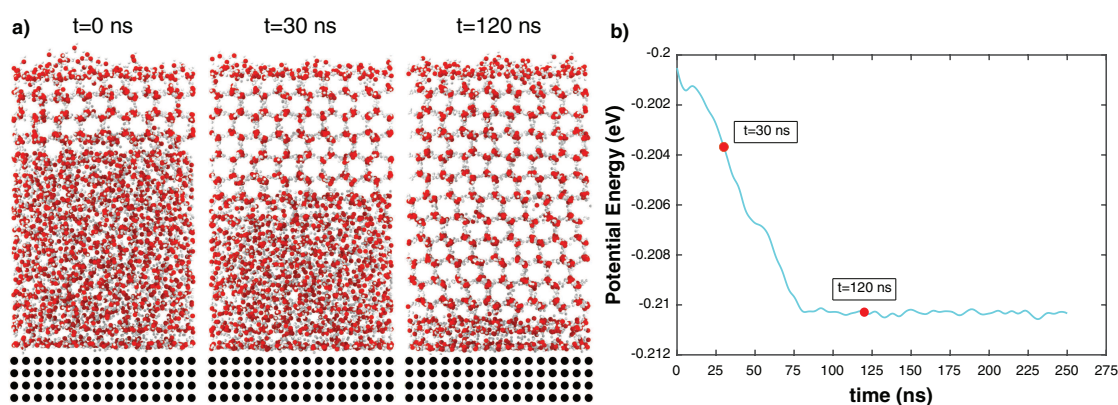 a)
t=0 ns
t=30 ns
t=120 ns
b)
-0.2
-0.202
-0.204
-0.206
-0.208
-0.21
-0.212
Potential Energy (eV)
t=30 ns
t=120 ns
0 25 50 75 100 125 150 175 200 225 250 275
time (ns)